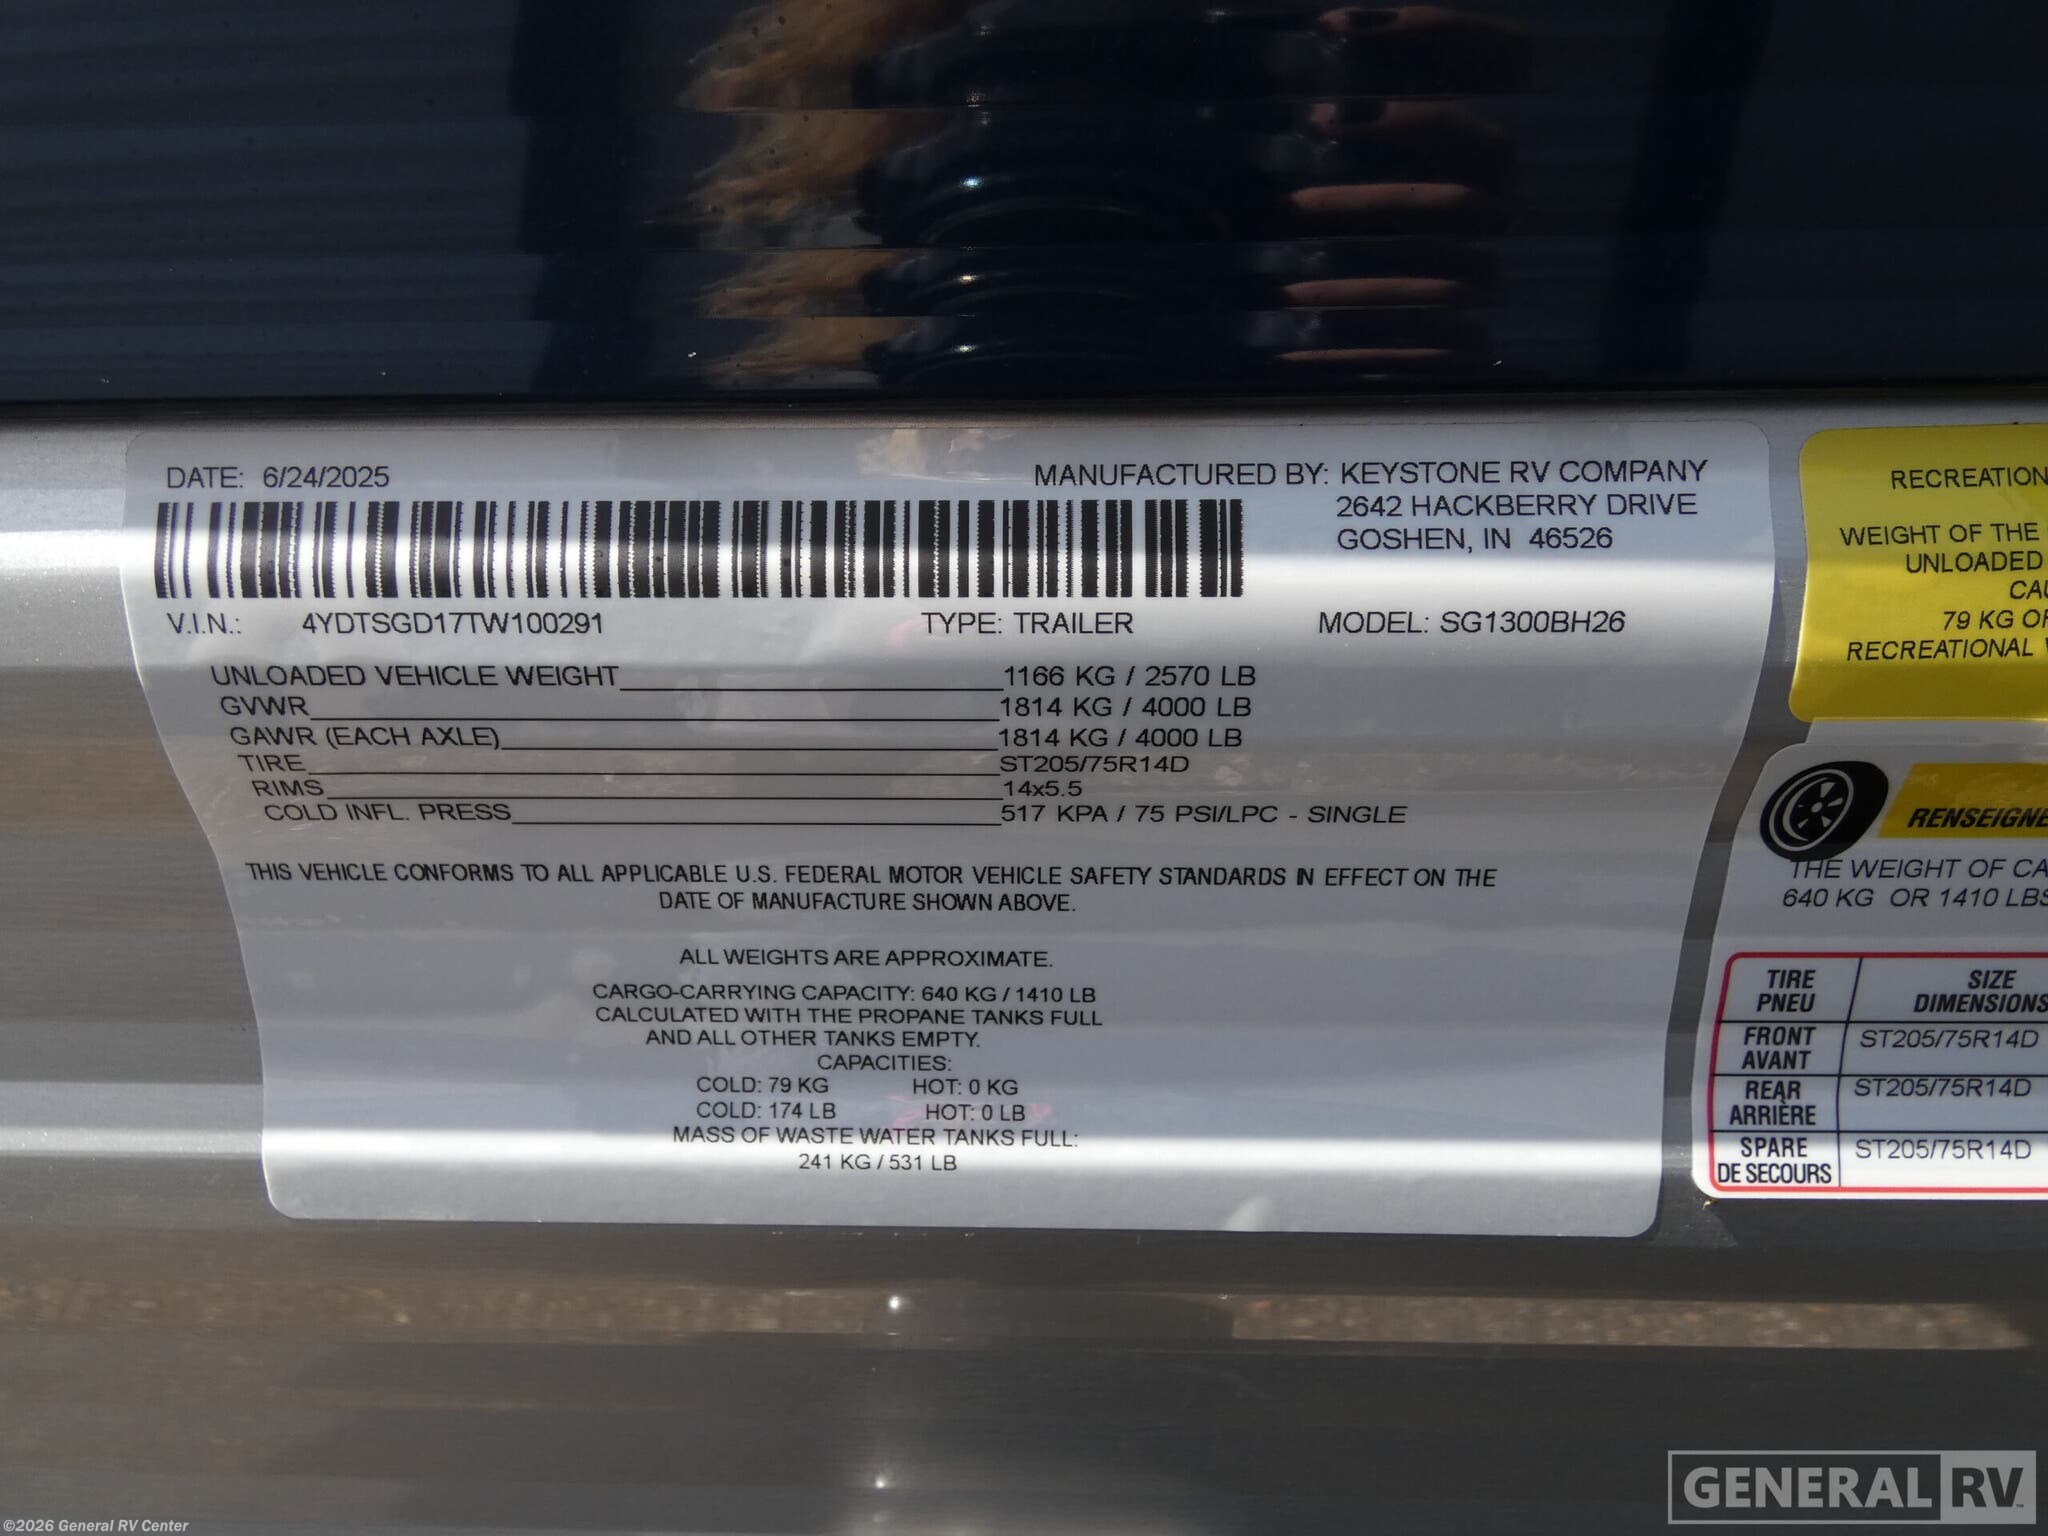 DATE: 6/24/2025
MANUFACTURED BY: KEYSTONE RV COMPANY
2642 HACKBERRY DRIVE
GOSHEN, IN 46526
V.I.N.: 4YDTSGD17TW100291 TYPE: TRAILER MODEL: SG1300BH26
UNLOADED VEHICLE WEIGHT 1166 KG / 2570 LB
GVWR 1814 KG / 4000 LB
GAWR (EACH AXLE) 1814 KG / 4000 LB
TIRE ST205/75R14D
RIMS 14x5.5
COLD INFL. PRESS 517 KPA / 75 PSI/LPC - SINGLE
THIS VEHICLE CONFORMS TO ALL APPLICABLE U.S. FEDERAL MOTOR VEHICLE SAFETY STANDARDS IN EFFECT ON THE
DATE OF MANUFACTURE SHOWN ABOVE.
ALL WEIGHTS ARE APPROXIMATE.
CARGO-CARRYING CAPACITY: 640 KG / 1410 LB
CALCULATED WITH THE PROPANE TANKS FULL
AND ALL OTHER TANKS EMPTY.
CAPACITIES:
COLD: 79 KG HOT: 0 KG
COLD: 174 LB HOT: 0 LB
MASS OF WASTE WATER TANKS FULL:
241 KG / 531 LB
RECREATION
WEIGHT OF THE
UNLOADED
CAU
79 KG OR
RECREATIONAL
RENSEIGNE
THE WEIGHT OF CA
640 KG OR 1410 LBS
TIRE SIZE
PNEU DIMENSIONS
FRONT ST205/75R14D
AVANT
REAR ST205/75R14D
ARRIÈRE
SPARE ST205/75R14D
DE SECOURS
GENERAL RV
©2026 General RV Center